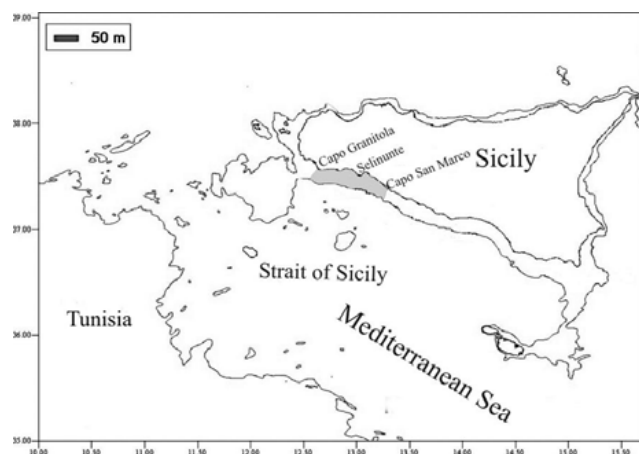 39.00
50 m
38.00
Capo Granitola
Selinunte
Capo San Marco
Sicily
37.00
Strait of Sicily
Tunisia
Mediterranean Sea
36.00
35.00
10.00 10.50 11.00 11.50 12.00 12.50 13.00 13.50 14.00 14.50 15.00 15.50